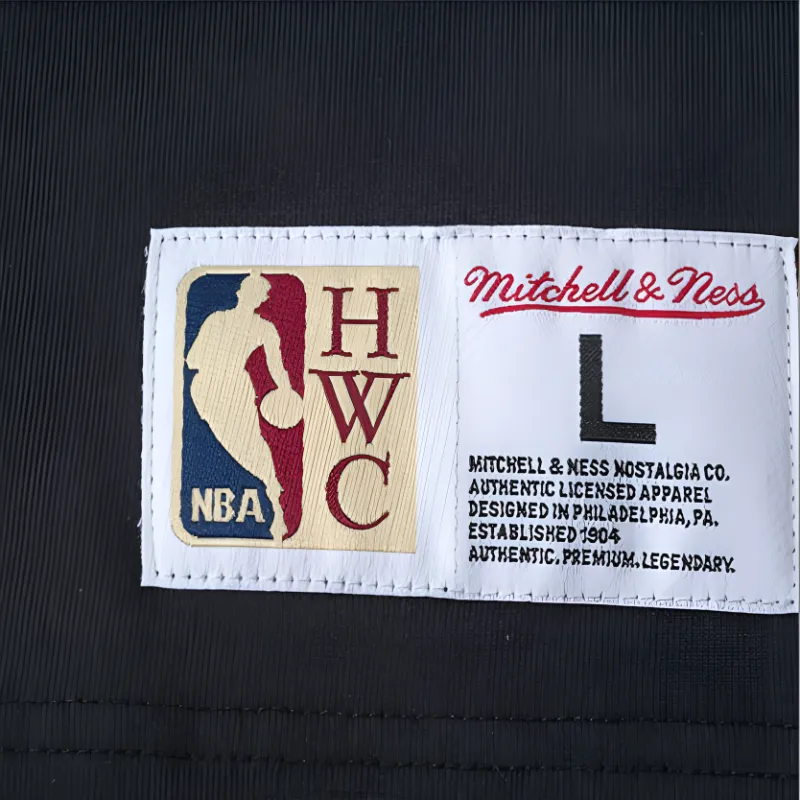 NBA
H
W
C
Mitchell & Ness
L
MITCHELL & NESS NOSTALGIA CO.
AUTHENTIC LICENSED APPAREL
DESIGNED IN PHILADELPHIA, PA.
ESTABLISHED 1904
AUTHENTIC. PREMIUM. LEGENDARY.